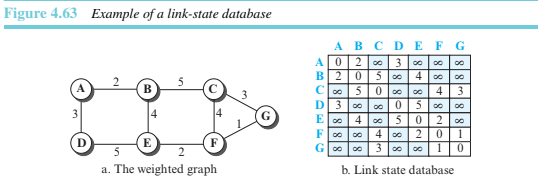 Figure 4.63 Example of a link-state database
A B C D E F G
A 0 2 ∞ 3 ∞ ∞ ∞
B 2 0 5 ∞ 4 ∞ ∞
C ∞ 5 0 ∞ ∞ 4 3
D 3 ∞ ∞ 0 5 ∞ ∞
E ∞ 4 ∞ 5 0 2 ∞
F ∞ ∞ 4 ∞ 2 0 1
G ∞ ∞ 3 ∞ ∞ 1 0
A 2 B 5 C
3 4 4 3 G
1
D 5 E 2 F
a. The weighted graph
b. Link state database